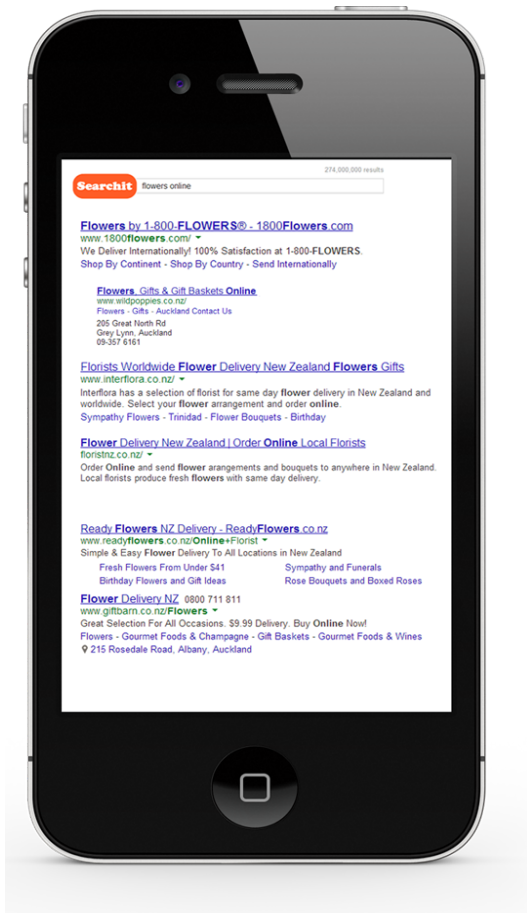 274,000,000 results
Searchit
flowers online
Flowers by 1-800-FLOWERS® - 1800Flowers.com
www.1800flowers.com/
We Deliver Internationally! 100% Satisfaction at 1-800-FLOWERS.
Shop By Continent - Shop By Country - Send Internationally
Flowers, Gifts & Gift Baskets Online
www.wildpoppies.co.nz/
Flowers - Gifts - Auckland Contact Us
205 Great North Rd
Grey Lynn, Auckland
09-357 6161
Florists Worldwide Flower Delivery New Zealand Flowers Gifts
www.interflora.co.nz/
Interflora has a selection of florist for same day flower delivery in New Zealand and
worldwide. Select your flower arrangement and order online.
Sympathy Flowers - Trinidad - Flower Bouquets - Birthday
Flower Delivery New Zealand | Order Online Local Florists
floristnz.co.nz/
Order Online and send flower arangements and bouquets to anywhere in New Zealand.
Local florists produce fresh flowers with same day delivery.
Ready Flowers NZ Delivery - ReadyFlowers.co.nz
www.readyflowers.co.nz/Online+Florist
Simple & Easy Flower Delivery To All Locations in New Zealand
Fresh Flowers From Under $41 Sympathy and Funerals
Birthday Flowers and Gift Ideas Rose Bouquets and Boxed Roses
Flower Delivery NZ 0800 711 811
www.giftbarn.co.nz/Flowers
Great Selection For All Occasions. $9.99 Delivery. Buy Online Now!
Flowers - Gourmet Foods & Champagne - Gift Baskets - Gourmet Foods & Wines
215 Rosedale Road, Albany, Auckland